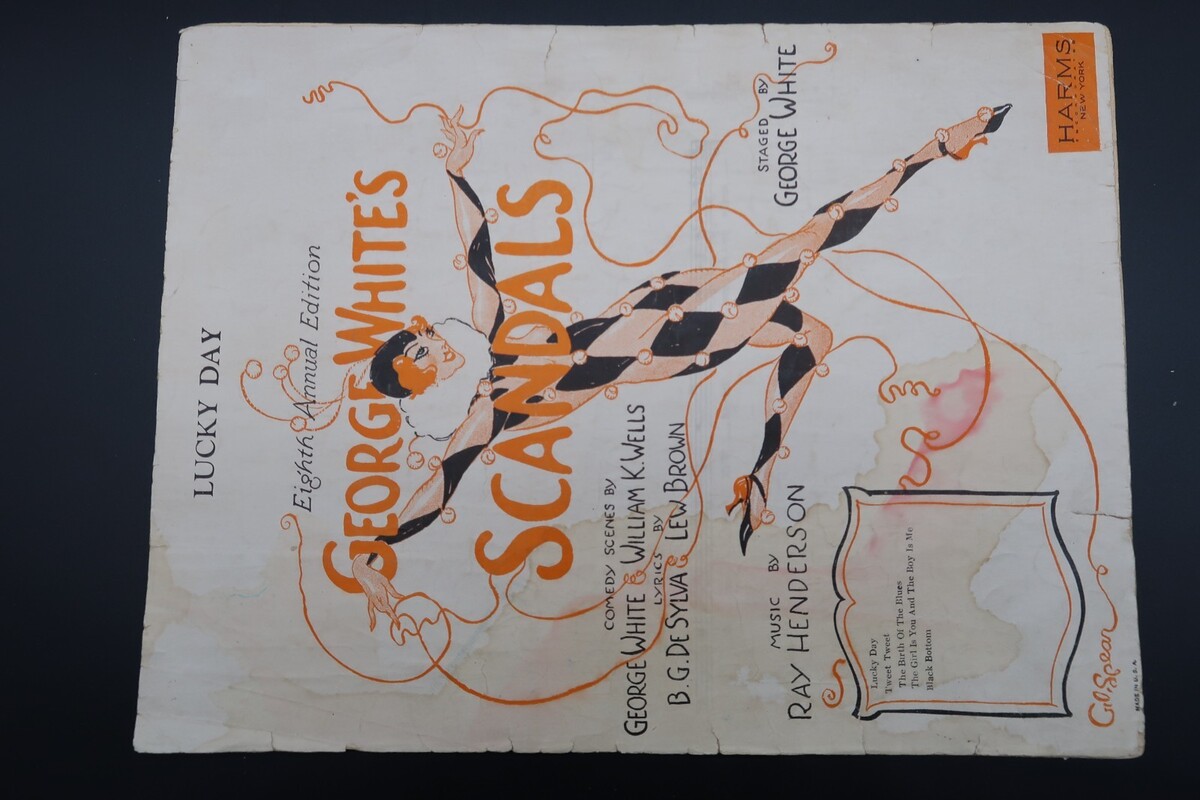 LUCKY DAY
Eighth Annual Edition
GEORGE WHITE'S
SCANDALS
COMEDY SCENES BY
GEORGE WHITE & WILLIAM K. WELLS
LYRICS BY
B. G. DE SYLVA & LEW BROWN
STAGED BY
GEORGE WHITE
MUSIC BY
RAY HENDERSON
Lucky Day
Tweet Tweet
The Birth Of The Blues
The Girl Is You And The Boy Is Me
Black Bottom
Gil Spear
MADE IN U. S. A.
HARMS
NEW YORK